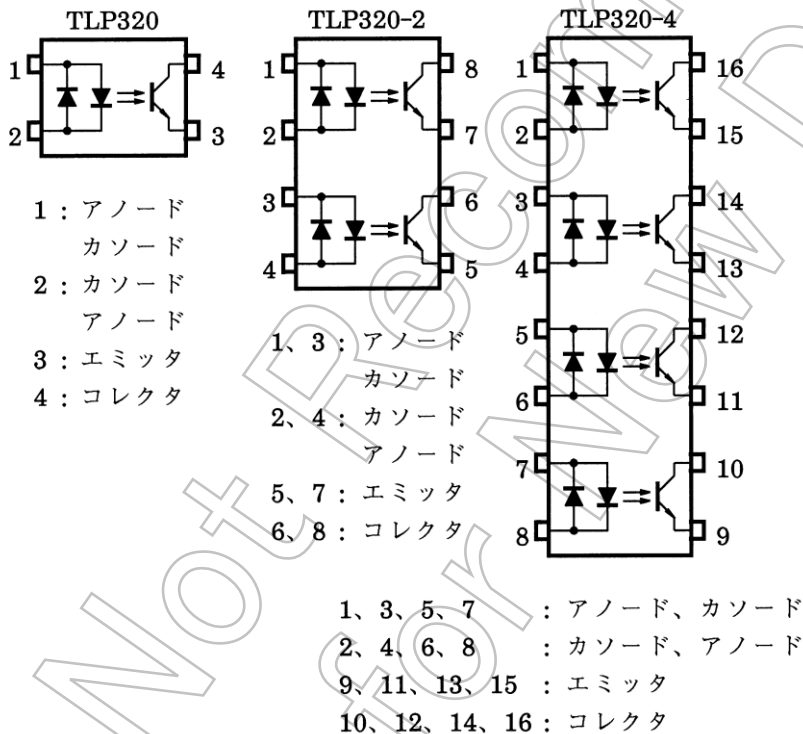 TLP320
1
4
2
3
1：アノード
カソード
2：カソード
アノード
3：エミッタ
4：コレクタ
TLP320-2
1
8
2
7
3
6
4
5
1、3：アノード
カソード
2、4：カソード
アノード
5、7：エミッタ
6、8：コレクタ
TLP320-4
1
16
2
15
3
14
4
13
5
12
6
11
7
10
8
9
1、3、5、7：アノード、カソード
2、4、6、8：カソード、アノード
9、11、13、15：エミッタ
10、12、14、16：コレクタ
Not Recom
for New D